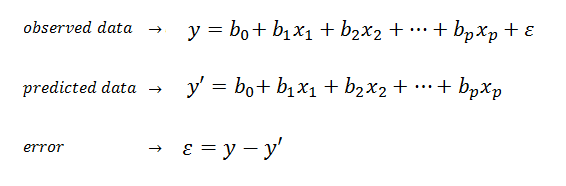 observed data → y = b₀+ b₁x₁ + b₂x₂ + ⋯ + bₚxₚ + ε
predicted data → y′ = b₀+ b₁x₁ + b₂x₂ + ⋯ + bₚxₚ
error → ε = y − y′